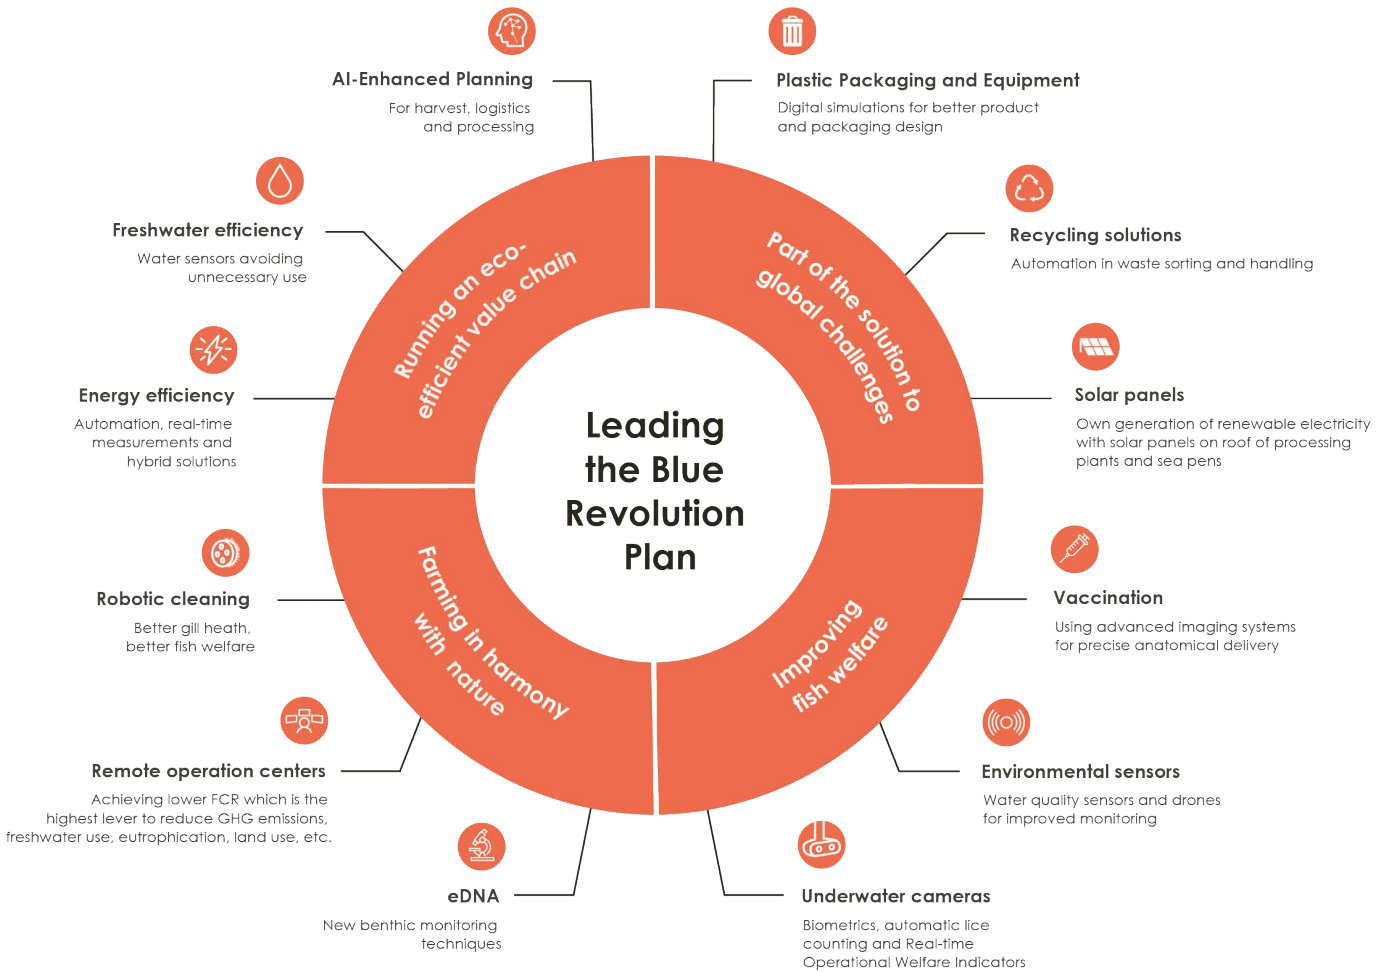 AI-Enhanced Planning
For harvest, logistics
and processing
Freshwater efficiency
Water sensors avoiding
unnecessary use
Energy efficiency
Automation, real-time
measurements and
hybrid solutions
Robotic cleaning
Better gill heath,
better fish welfare
Remote operation centers
Achieving lower FCR which is the
highest lever to reduce GHG emissions,
freshwater use, eutrophication, land use, etc.
eDNA
New benthic monitoring
techniques
Running an eco-
efficient value chain
Farming in harmony
with nature
Leading
the Blue
Revolution
Plan
Part of the solution to
global challenges
Improving
fish welfare
Plastic Packaging and Equipment
Digital simulations for better product
and packaging design
Recycling solutions
Automation in waste sorting and handling
Solar panels
Own generation of renewable electricity
with solar panels on roof of processing
plants and sea pens
Vaccination
Using advanced imaging systems
for precise anatomical delivery
Environmental sensors
Water quality sensors and drones
for improved monitoring
Underwater cameras
Biometrics, automatic lice
counting and Real-time
Operational Welfare Indicators